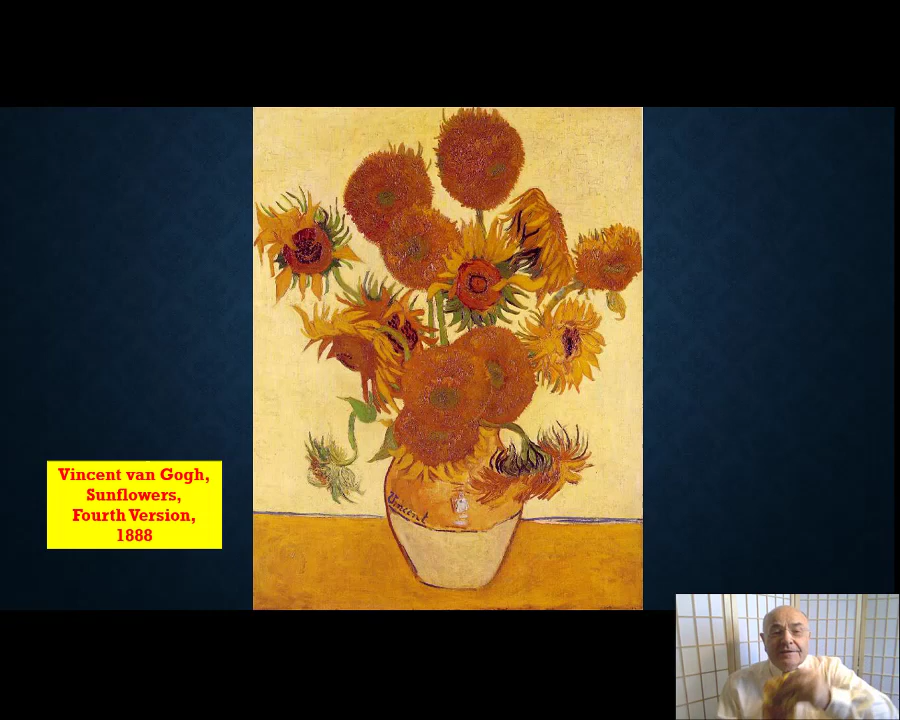 Vincent van Gogh,
Sunflowers,
Fourth Version,
1888
Vincent